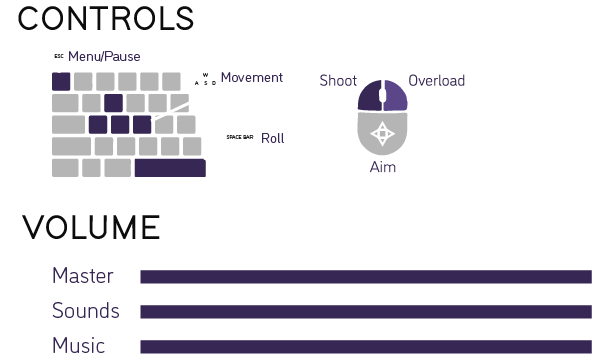 CONTROLS
ESC Menu/Pause
W
A S D Movement
SPACE BAR Roll
Shoot Overload
Aim
VOLUME
Master
Sounds
Music